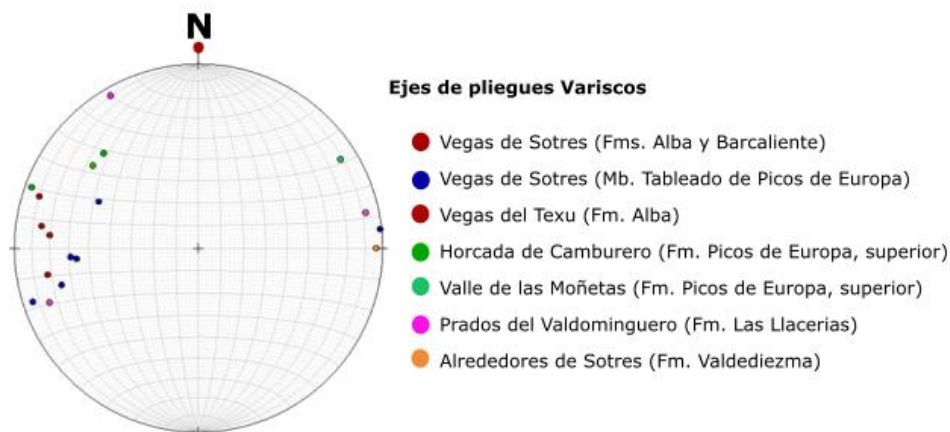 N
Ejes de pliegues Variscos
Vegas de Sotres (Fms. Alba y Barcaliente)
Vegas de Sotres (Mb. Tableado de Picos de Europa)
Vegas del Texu (Fm. Alba)
Horcada de Camburero (Fm. Picos de Europa, superior)
Valle de las Moñetas (Fm. Picos de Europa, superior)
Prados del Valdominguero (Fm. Las Llacerias)
Alrededores de Sotres (Fm. Valdediezma)